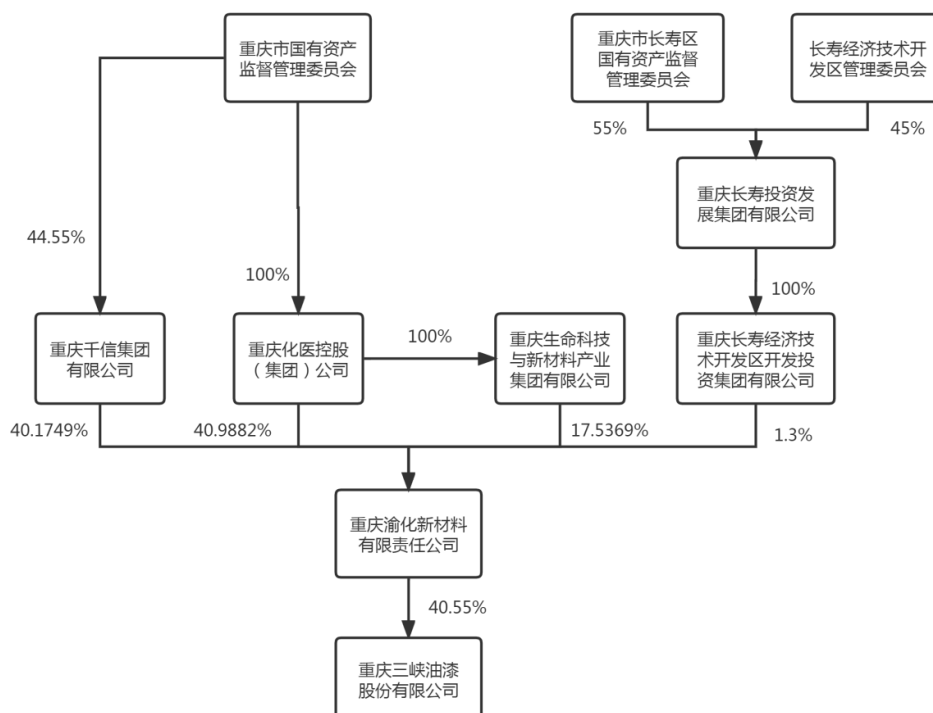 重庆市国有资产
监督管理委员会
重庆市长寿区
国有资产监督
管理委员会
长寿经济技术开
发区管理委员会
55%
45%
重庆长寿投资发
展集团有限公司
44.55%
100%
100%
重庆千信集团
有限公司
重庆化医控股
(集团)公司
100%
重庆生命科技
与新材料产业
集团有限公司
重庆长寿经济技
术开发区开发投
资集团有限公司
40.1749%
40.9882%
17.5369%
1.3%
重庆渝化新材料
有限责任公司
40.55%
重庆三峡油漆
股份有限公司